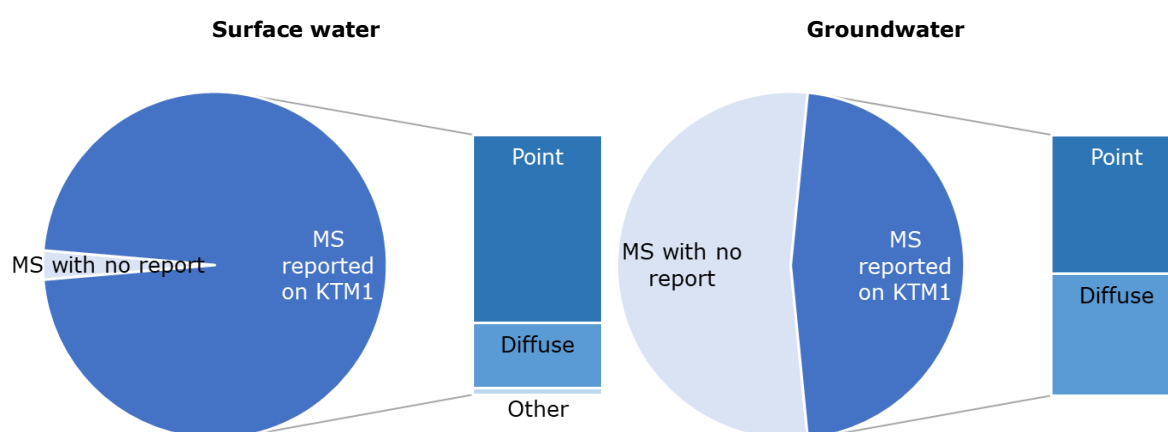 Surface water
Groundwater
MS with no report
MS
reported
on KTM1
Point
Diffuse
Other
MS with no
report
MS
reported
on KTM1
Point
Diffuse